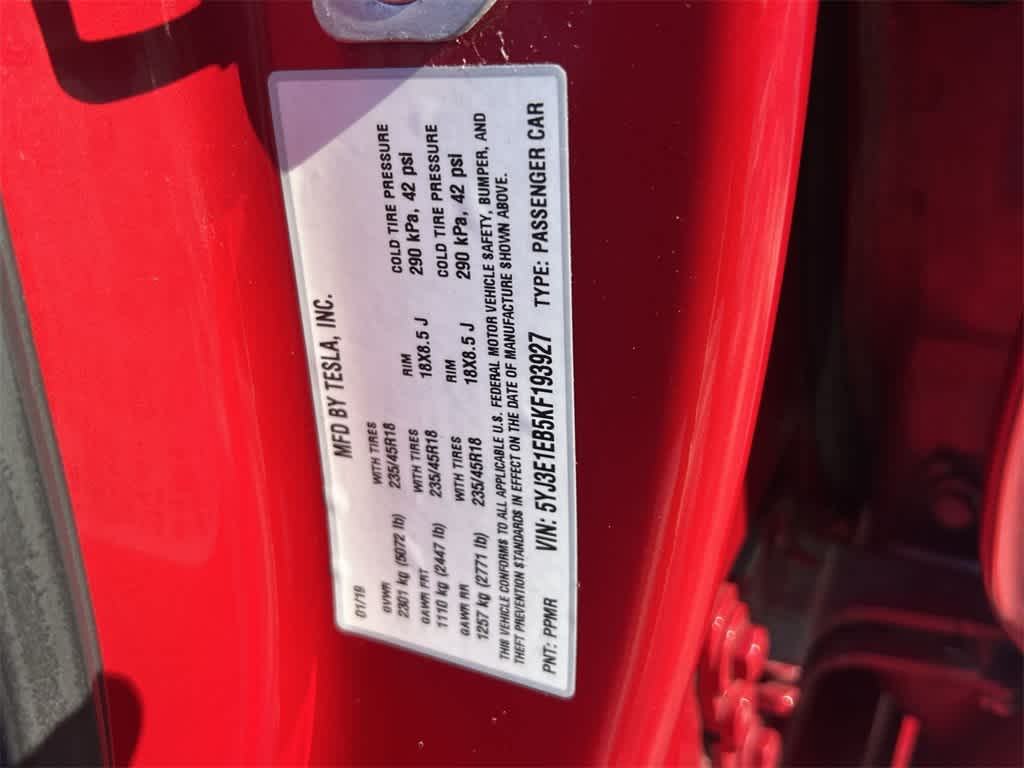 MFD BY TESLA, INC.
01/19
GVWR
2301 kg (5072 lb)
WITH TIRES
235/45R18
COLD TIRE PRESSURE
290 kPa, 42 psi
GAWR FRT
1110 kg (2447 lb)
WITH TIRES
235/45R18
RIM
18X8.5 J
COLD TIRE PRESSURE
290 kPa, 42 psi
GAWR RR
1257 kg (2771 lb)
WITH TIRES
235/45R18
RIM
18X8.5 J
THIS VEHICLE CONFORMS TO ALL APPLICABLE U.S. FEDERAL MOTOR VEHICLE SAFETY, BUMPER, AND
THEFT PREVENTION STANDARDS IN EFFECT ON THE DATE OF MANUFACTURE SHOWN ABOVE.
PNT: PPMR VIN: 5YJ3E1EB5KF193927 TYPE: PASSENGER CAR